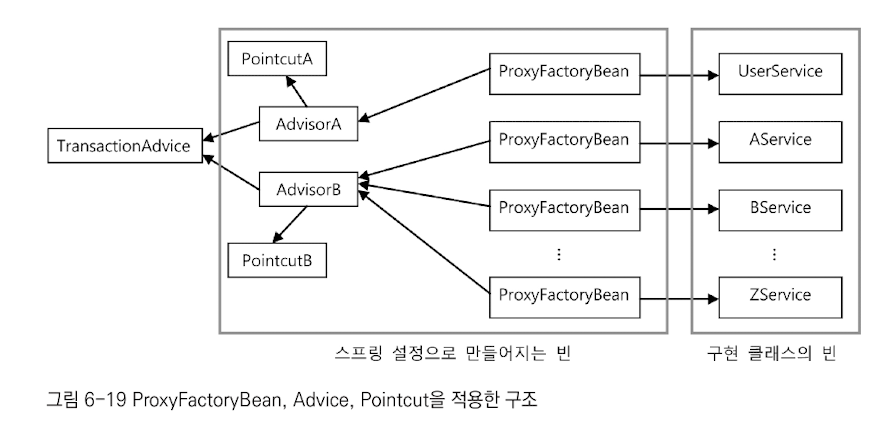 PointcutA
ProxyFactoryBean
UserService
AdvisorA
TransactionAdvice
ProxyFactoryBean
AService
AdvisorB
ProxyFactoryBean
BService
PointcutB
⋮
⋮
ProxyFactoryBean
ZService
스프링 설정으로 만들어지는 빈
구현 클래스의 빈
그림 6-19 ProxyFactoryBean, Advice, Pointcut을 적용한 구조